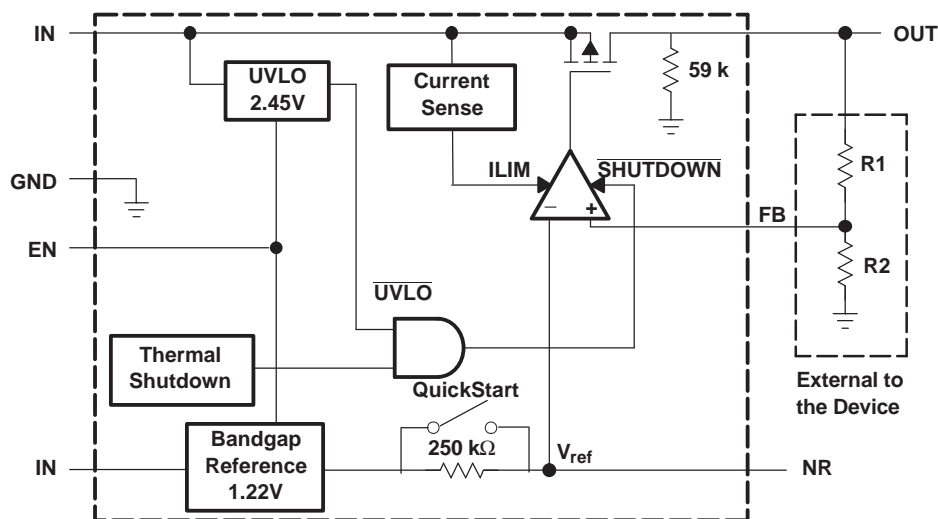 IN
OUT
UVLO
2.45V
Current
Sense
59 k
GND
ILIM
SHUTDOWN
R1
−
+
FB
EN
R2
UVLO
Thermal
Shutdown
QuickStart
External to
the Device
IN
Bandgap
Reference
1.22V
250 kΩ
Vref
NR